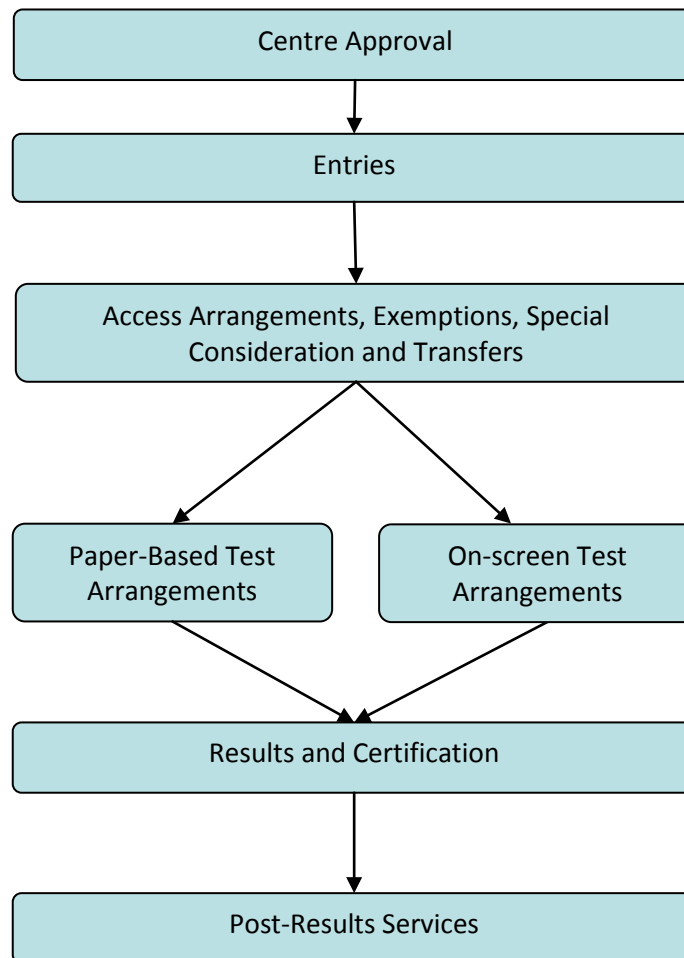 Centre Approval
Entries
Access Arrangements, Exemptions, Special
Consideration and Transfers
Paper-Based Test
Arrangements
On-screen Test
Arrangements
Results and Certification
Post-Results Services